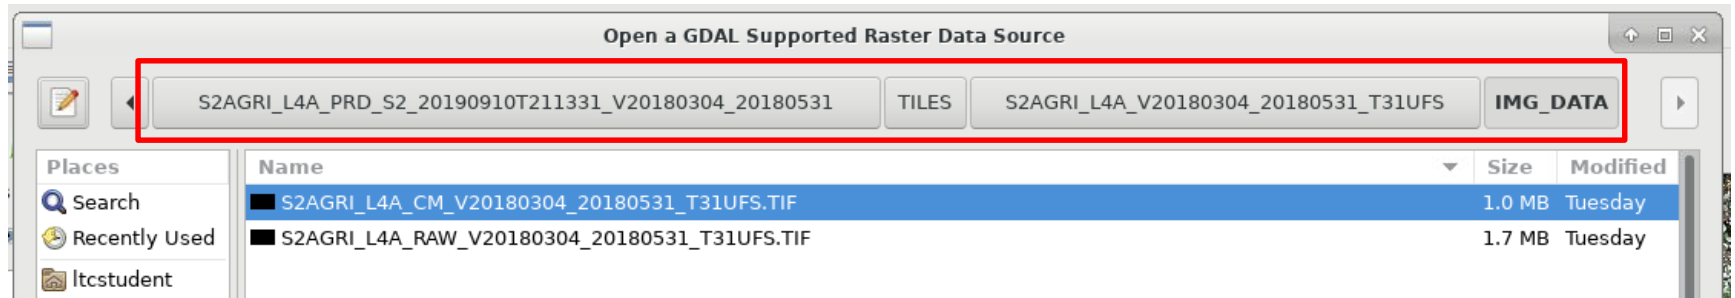 Open a GDAL Supported Raster Data Source
S2AGRI_L4A_PRD_S2_20190910T211331_V20180304_20180531 TILES S2AGRI_L4A_V20180304_20180531_T31UFS IMG_DATA
Places Name Size Modified
Search S2AGRI_L4A_CM_V20180304_20180531_T31UFS.TIF 1.0 MB Tuesday
Recently Used S2AGRI_L4A_RAW_V20180304_20180531_T31UFS.TIF 1.7 MB Tuesday
ltcstudent